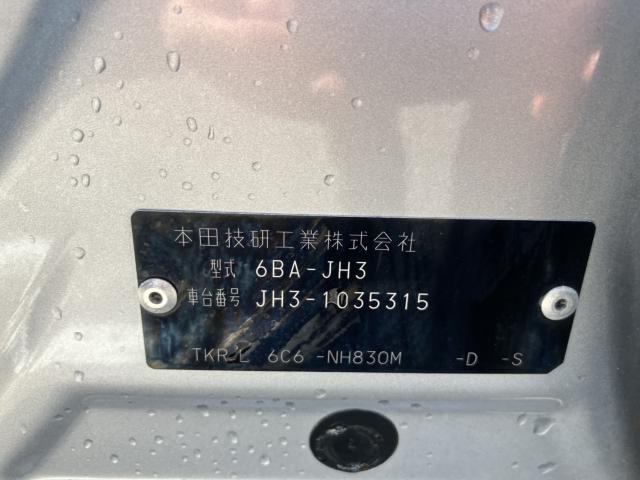 本田技研工業株式会社
型式 6BA-JH3
車台番号 JH3-1035315
TKR/L 6C6 -NH830M -D -S